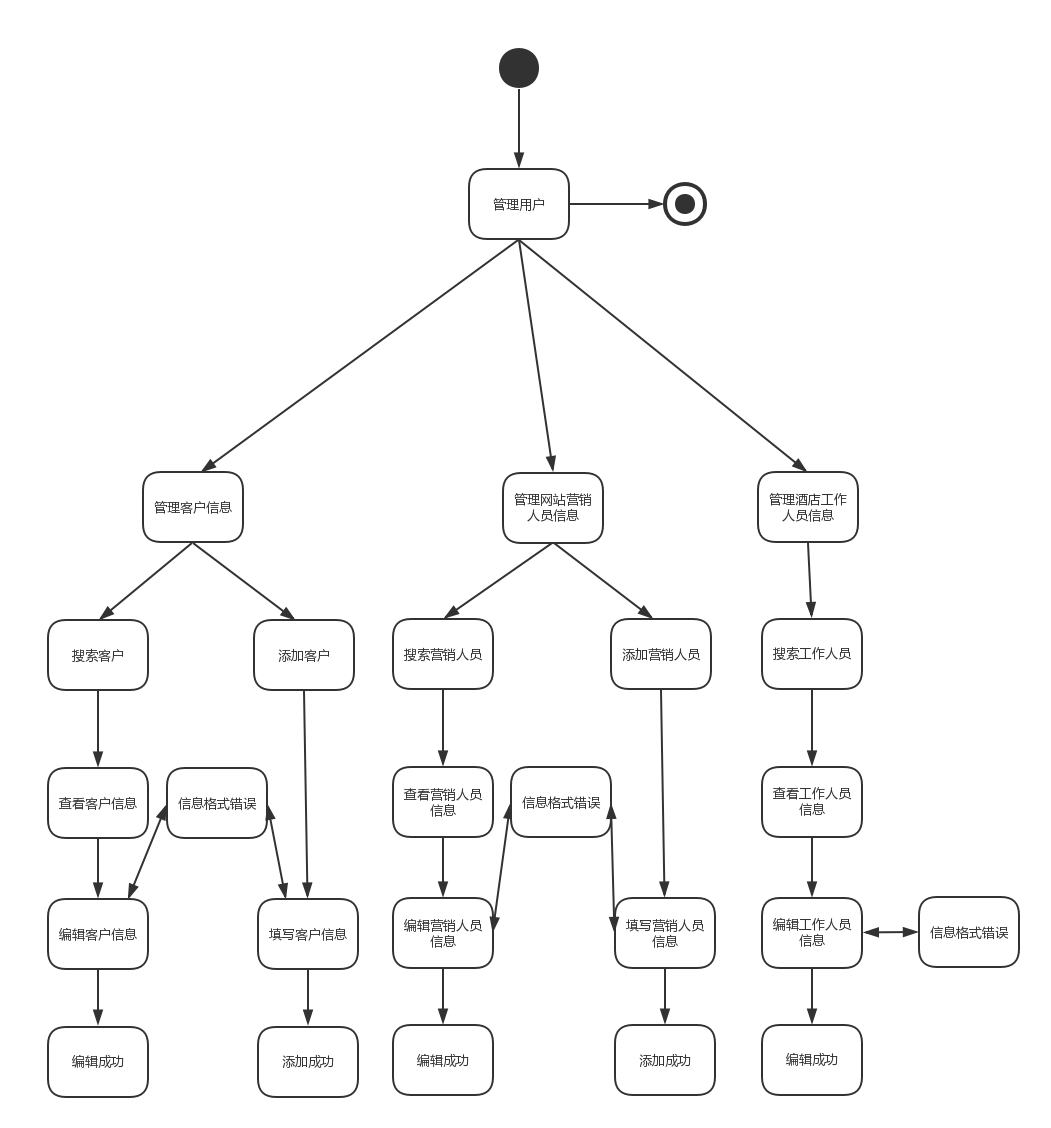 管理用户
管理客户信息
管理网站营销
人员信息
管理酒店工作
人员信息
搜索客户
添加客户
搜索营销人员
添加营销人员
搜索工作人员
查看客户信息
信息格式错误
查看营销人员
信息
信息格式错误
查看工作人员
信息
编辑客户信息
填写客户信息
编辑营销人员
信息
填写营销人员
信息
编辑工作人员
信息
信息格式错误
编辑成功
添加成功
编辑成功
添加成功
编辑成功